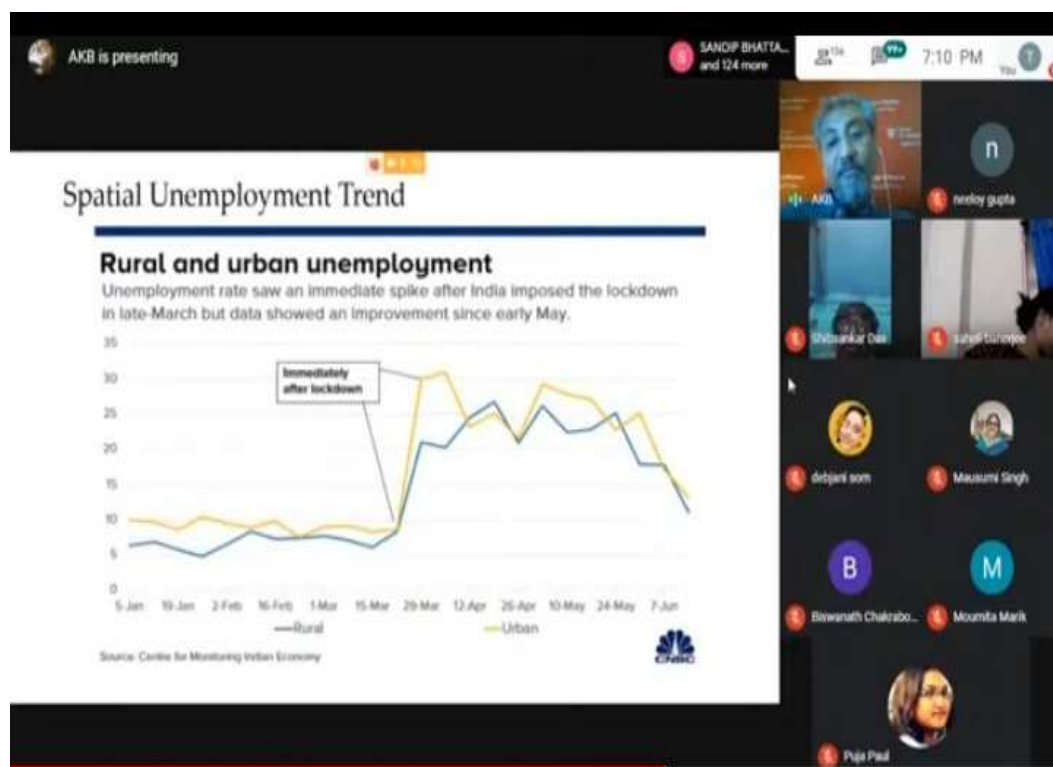 AKB is presenting
S
SANDIP BHATTA...
and 124 more
99+
7:10 PM
You
T
Spatial Unemployment Trend
Rural and urban unemployment
Unemployment rate saw an immediate spike after India imposed the lockdown
in late-March but data showed an improvement since early May.
35
30
25
20
15
10
5
0
Immediately
after lockdown
5-Jan 19-Jan 2-Feb 16-Feb 1-Mar 15-Mar 29-Mar 12-Apr 26-Apr 10-May 24-May 7-Jun
Rural Urban
Source: Centre for Monitoring Indian Economy
CNBC
AKB
n
neeloy gupta
Shibsankar Das
saheli banerjee
debjani som
Mausumi Singh
B
Biswanath Chakrabo...
M
Moumita Marik
Puja Paul